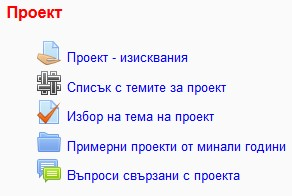 Проект
Проект - изисквания
Списък с темите за проект
Избор на тема на проект
Примерни проекти от минали години
Въпроси свързани с проекта